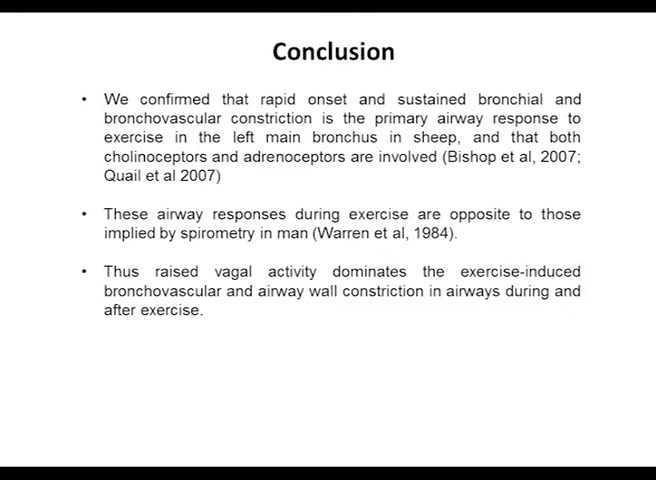 Conclusion
• We confirmed that rapid onset and sustained bronchial and
bronchovascular constriction is the primary airway response to
exercise in the left main bronchus in sheep, and that both
cholinoceptors and adrenoceptors are involved (Bishop et al, 2007;
Quail et al 2007)
• These airway responses during exercise are opposite to those
implied by spirometry in man (Warren et al, 1984).
• Thus raised vagal activity dominates the exercise-induced
bronchovascular and airway wall constriction in airways during and
after exercise.